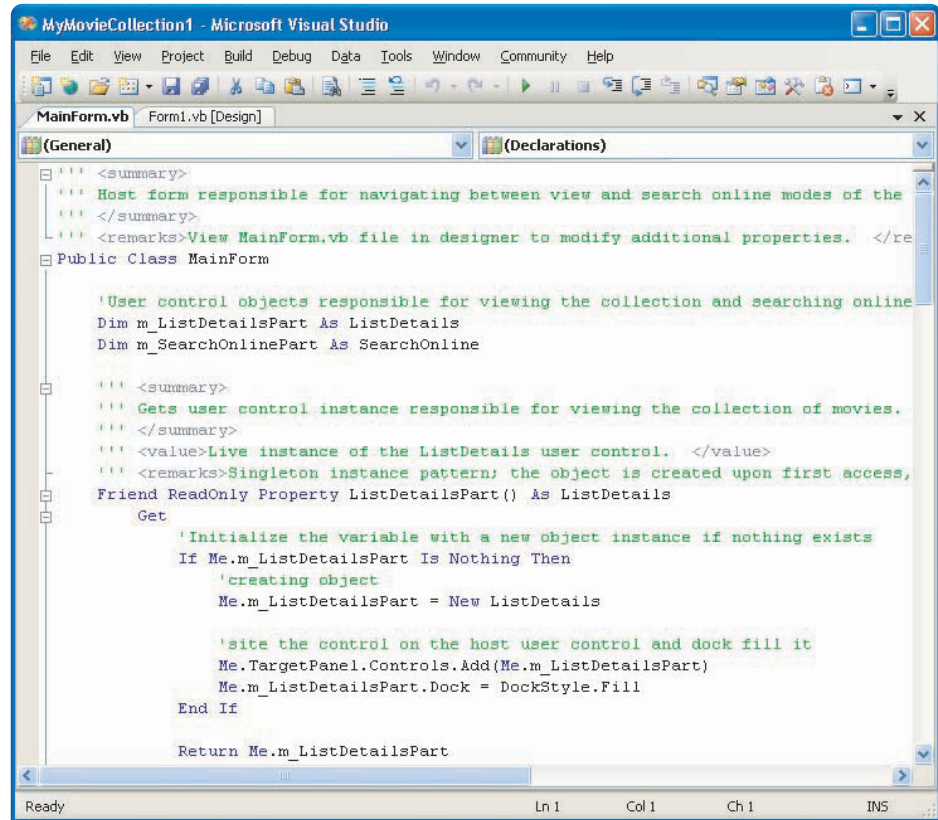 MyMovieCollection1 - Microsoft Visual Studio
File Edit View Project Build Debug Data Tools Window Community Help
MainForm.vb Form1.vb [Design]
(General) (Declarations)
''' <summary>
''' Host form responsible for navigating between view and search online modes of the
''' </summary>
''' <remarks>View MainForm.vb file in designer to modify additional properties. </re
Public Class MainForm
'User control objects responsible for viewing the collection and searching online
Dim m_ListDetailsPart As ListDetails
Dim m_SearchOnlinePart As SearchOnline
''' <summary>
''' Gets user control instance responsible for viewing the collection of movies.
''' </summary>
''' <value>Live instance of the ListDetails user control. </value>
''' <remarks>Singleton instance pattern; the object is created upon first access,
Friend ReadOnly Property ListDetailsPart() As ListDetails
Get
'Initialize the variable with a new object instance if nothing exists
If Me.m_ListDetailsPart Is Nothing Then
'creating object
Me.m_ListDetailsPart = New ListDetails
'site the control on the host user control and dock fill it
Me.TargetPanel.Controls.Add(Me.m_ListDetailsPart)
Me.m_ListDetailsPart.Dock = DockStyle.Fill
End If
Return Me.m_ListDetailsPart
Ready Ln 1 Col 1 Ch 1 INS